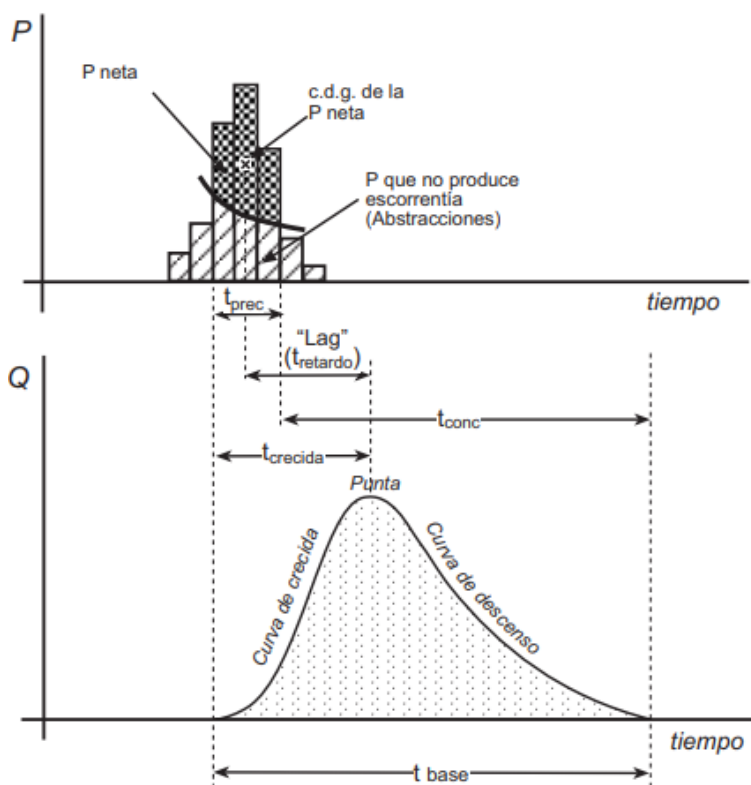 P
P neta
c.d.g. de la
P neta
P que no produce
escorrentía
(Abstracciones)
tiempo
tprec
“Lag”
(tretardo)
Q
tconc
tcrecida
Punta
Curva de crecida
Curva de descenso
tiempo
t base